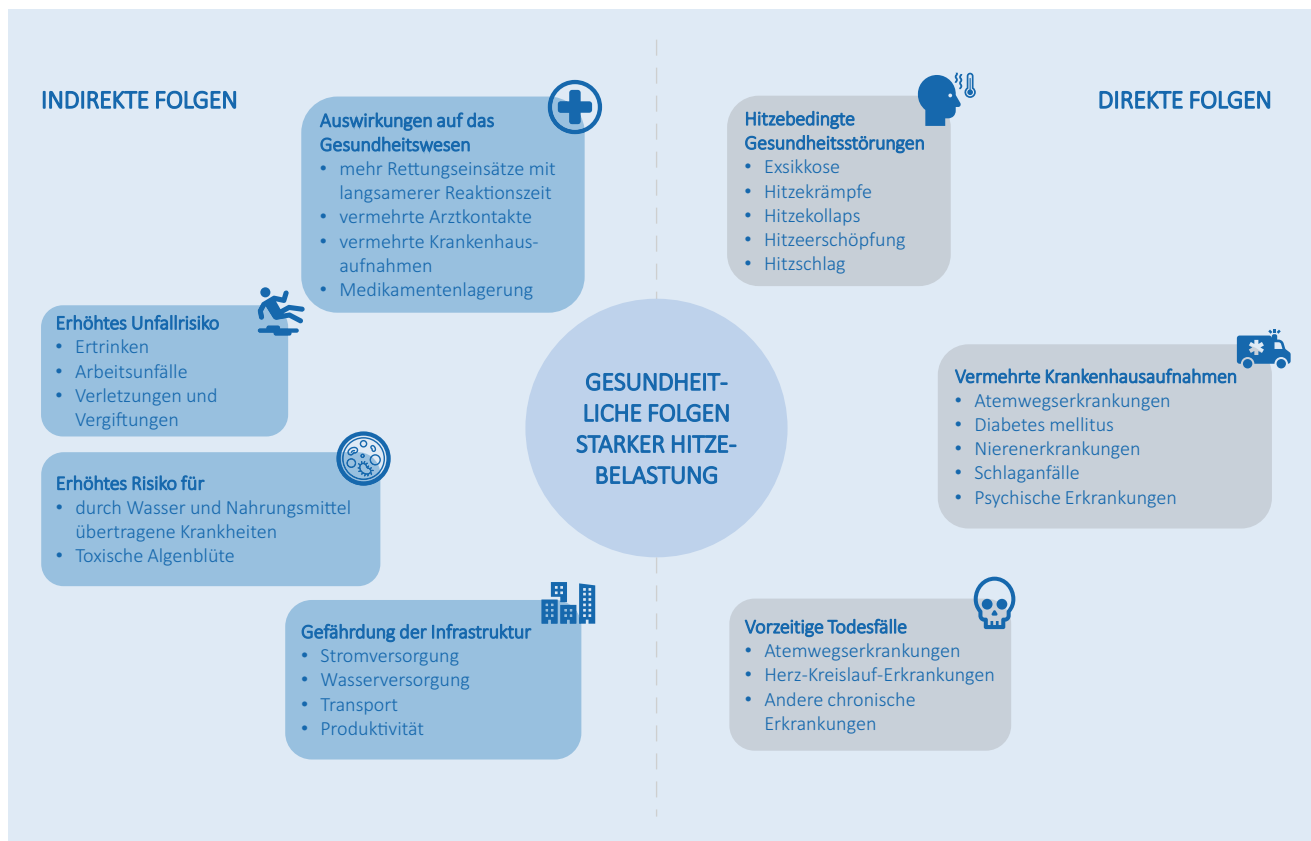 INDIREKTE FOLGEN
Auswirkungen auf das
Gesundheitswesen
• mehr Rettungseinsätze mit
langsamerer Reaktionszeit
• vermehrte Arztkontakte
• vermehrte Krankenhaus-
aufnahmen
• Medikamentenlagerung
Erhöhtes Unfallrisiko
• Ertrinken
• Arbeitsunfälle
• Verletzungen und
Vergiftungen
Erhöhtes Risiko für
• durch Wasser und Nahrungsmittel
übertragene Krankheiten
• Toxische Algenblüte
Gefährdung der Infrastruktur
• Stromversorgung
• Wasserversorgung
• Transport
• Produktivität
GESUNDHEIT-
LICHE FOLGEN
STARKER HITZE-
BELASTUNG
DIREKTE FOLGEN
Hitzebedingte
Gesundheitsstörungen
• Exsikkose
• Hitzekrämpfe
• Hitzekollaps
• Hitzeerschöpfung
• Hitzschlag
Vermehrte Krankenhausaufnahmen
• Atemwegserkrankungen
• Diabetes mellitus
• Nierenerkrankungen
• Schlaganfälle
• Psychische Erkrankungen
Vorzeitige Todesfälle
• Atemwegserkrankungen
• Herz-Kreislauf-Erkrankungen
• Andere chronische
Erkrankungen